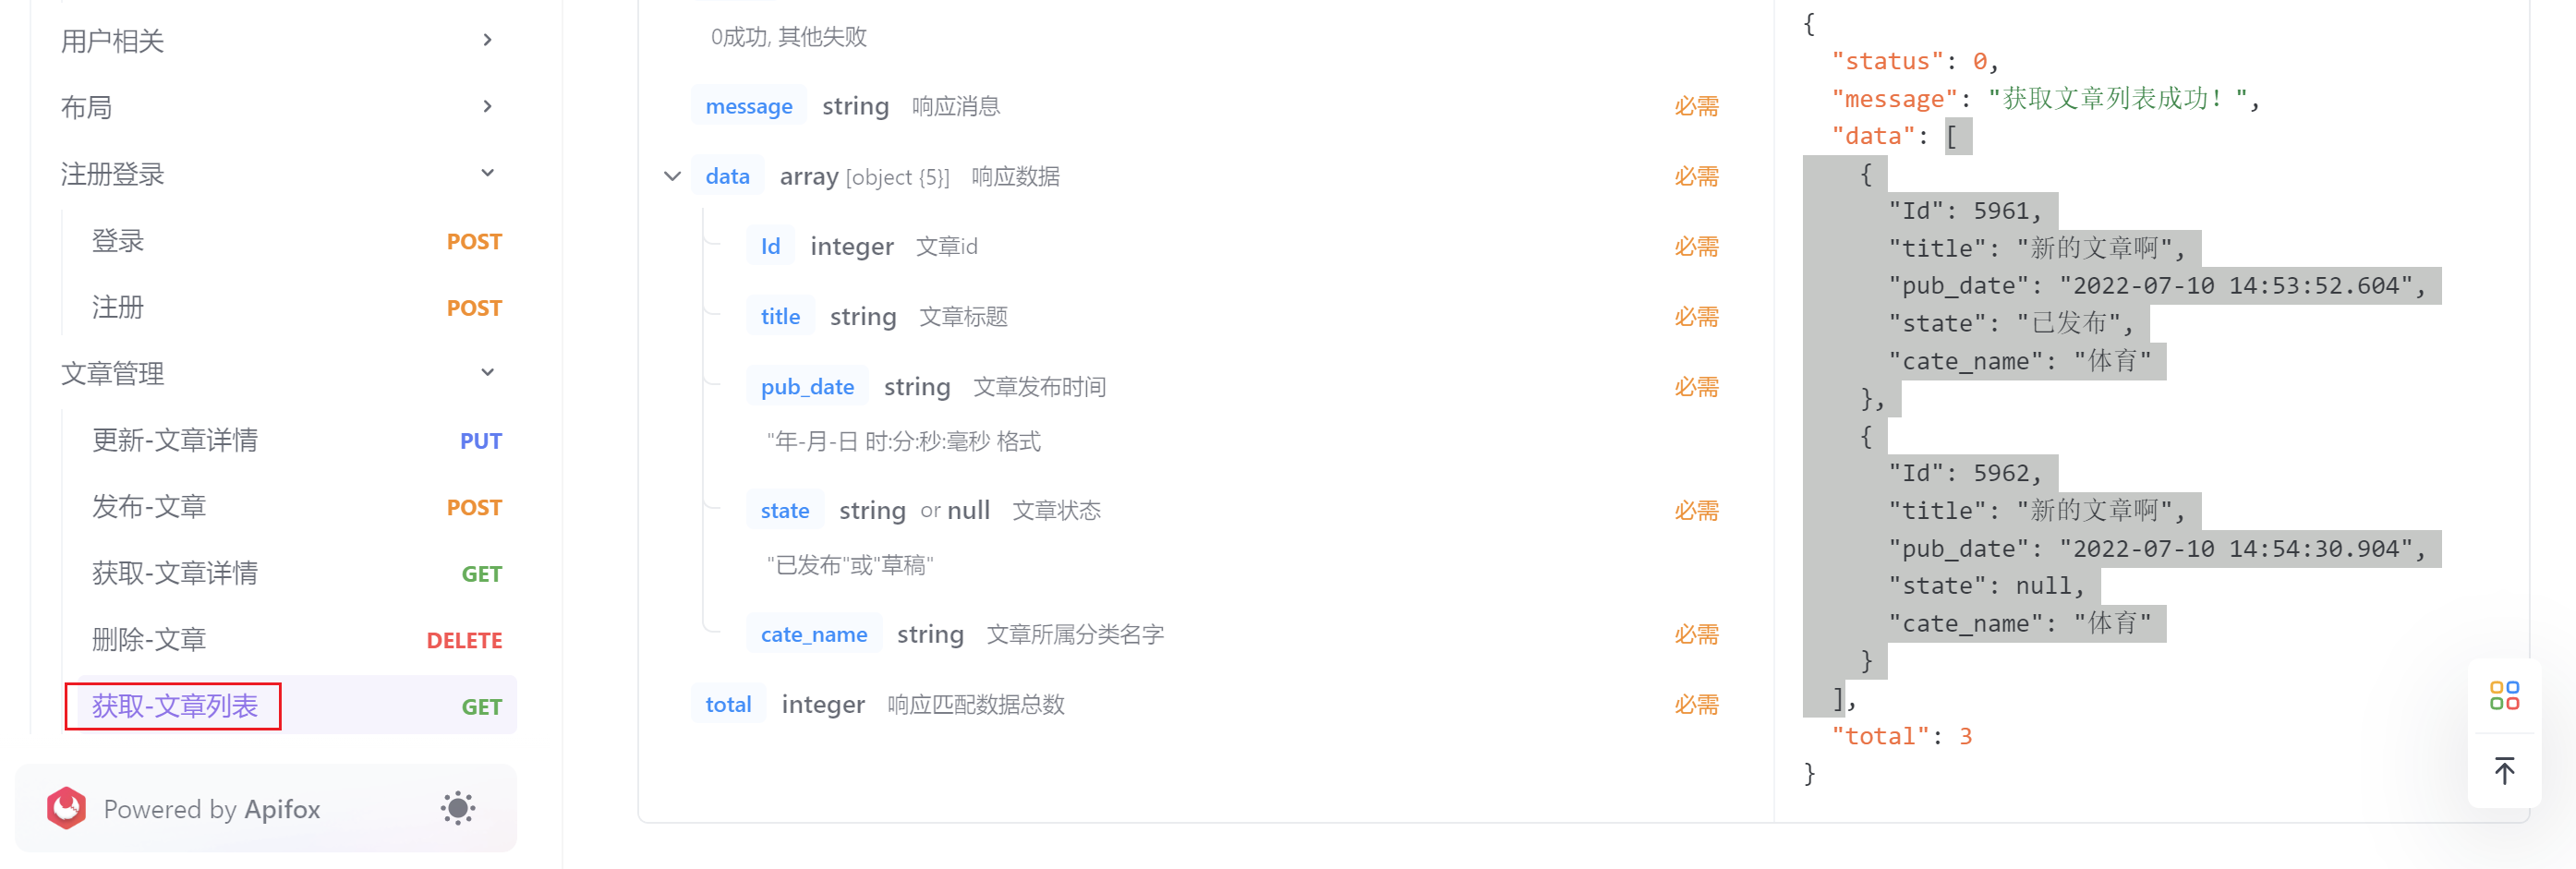 用户相关
布局
注册登录
登录 POST
注册 POST
文章管理
更新-文章详情 PUT
发布-文章 POST
获取-文章详情 GET
删除-文章 DELETE
获取-文章列表 GET
Powered by Apifox
0成功, 其他失败
message string 响应消息 必需
data array [object {5}] 响应数据 必需
Id integer 文章id 必需
title string 文章标题 必需
pub_date string 文章发布时间 必需
"年-月-日 时:分:秒:毫秒 格式
state string or null 文章状态 必需
"已发布"或"草稿"
cate_name string 文章所属分类名字 必需
total integer 响应匹配数据总数 必需
{
"status": 0,
"message": "获取文章列表成功！",
"data": [
{
"Id": 5961,
"title": "新的文章啊",
"pub_date": "2022-07-10 14:53:52.604",
"state": "已发布",
"cate_name": "体育"
},
{
"Id": 5962,
"title": "新的文章啊",
"pub_date": "2022-07-10 14:54:30.904",
"state": null,
"cate_name": "体育"
}
],
"total": 3
}